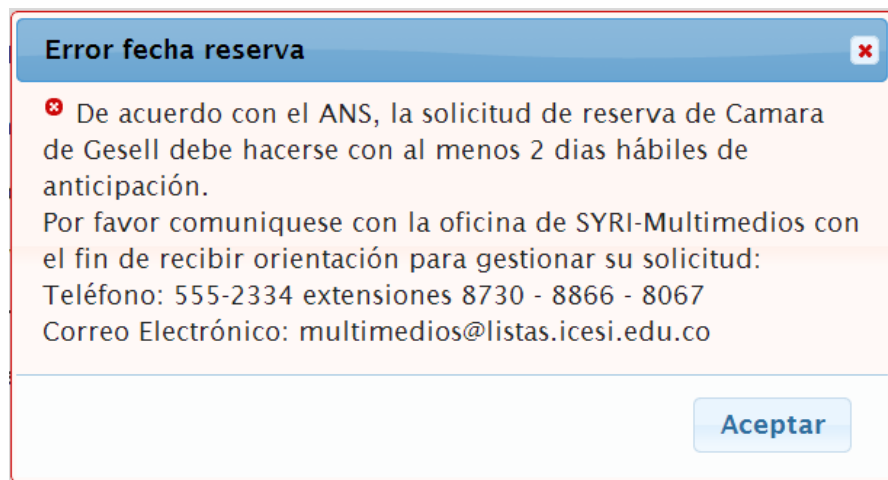 Error fecha reserva
De acuerdo con el ANS, la solicitud de reserva de Camara
de Gesell debe hacerse con al menos 2 dias hábiles de
anticipación.
Por favor comuniquese con la oficina de SYRI-Multimedios con
el fin de recibir orientación para gestionar su solicitud:
Teléfono: 555-2334 extensiones 8730 - 8866 - 8067
Correo Electrónico: multimedios@listas.icesi.edu.co
Aceptar